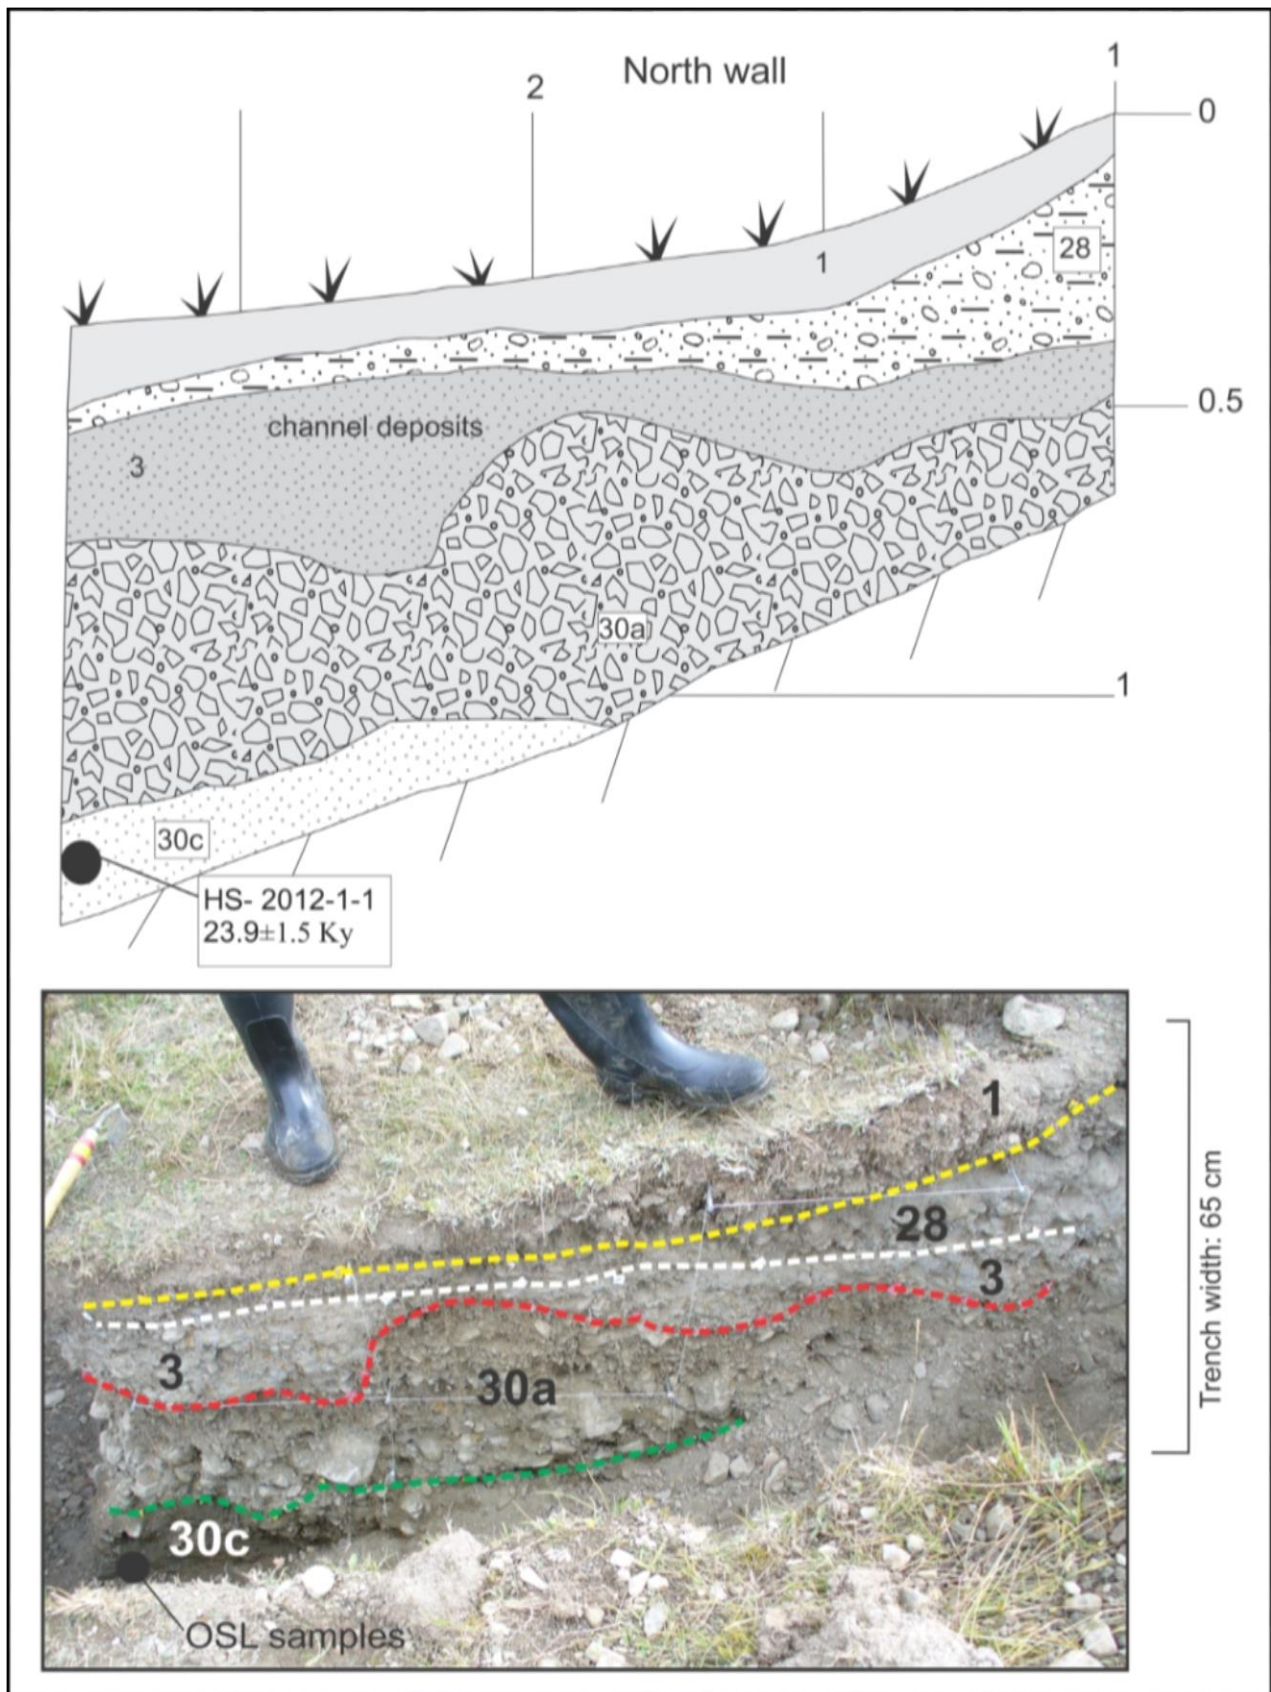 North wall
2
1
0
28
1
0.5
channel deposits
3
30a
1
30c
HS- 2012-1-1
23.9±1.5 Ky
1
28
3
3
30a
30c
OSL samples
Trench width: 65 cm